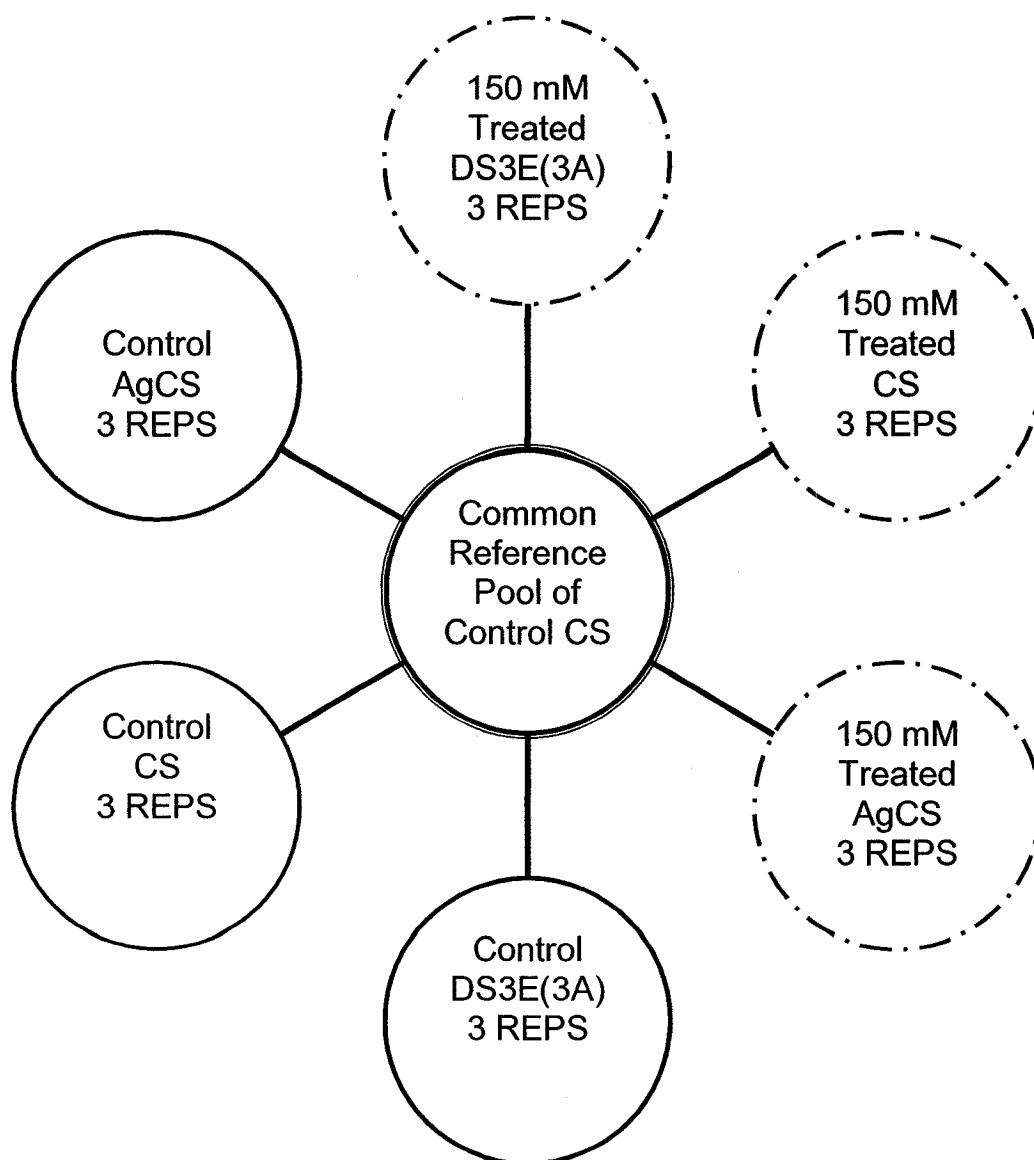 150 mM
Treated
DS3E(3A)
3 REPS
Control
AgCS
3 REPS
150 mM
Treated
CS
3 REPS
Common
Reference
Pool of
Control CS
Control
CS
3 REPS
150 mM
Treated
AgCS
3 REPS
Control
DS3E(3A)
3 REPS